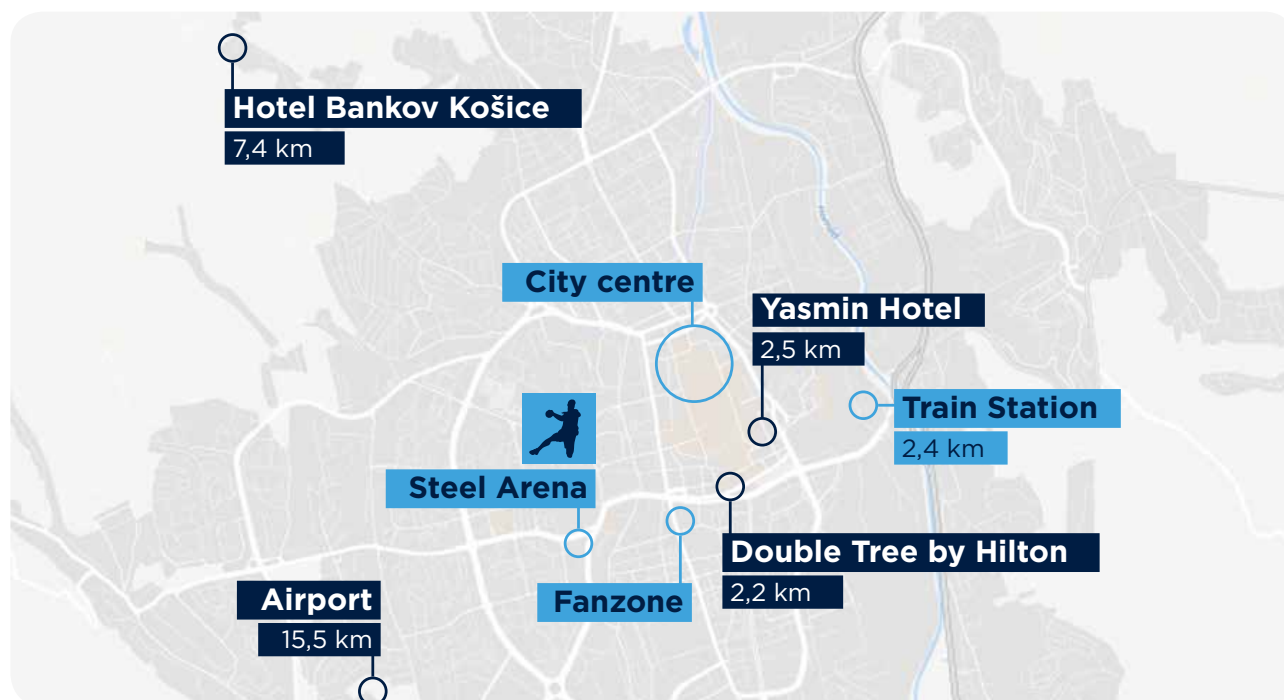 Hotel Bankov Košice
7,4 km
City centre
Yasmin Hotel
2,5 km
Train Station
2,4 km
Steel Arena
Double Tree by Hilton
2,2 km
Fanzone
Airport
15,5 km